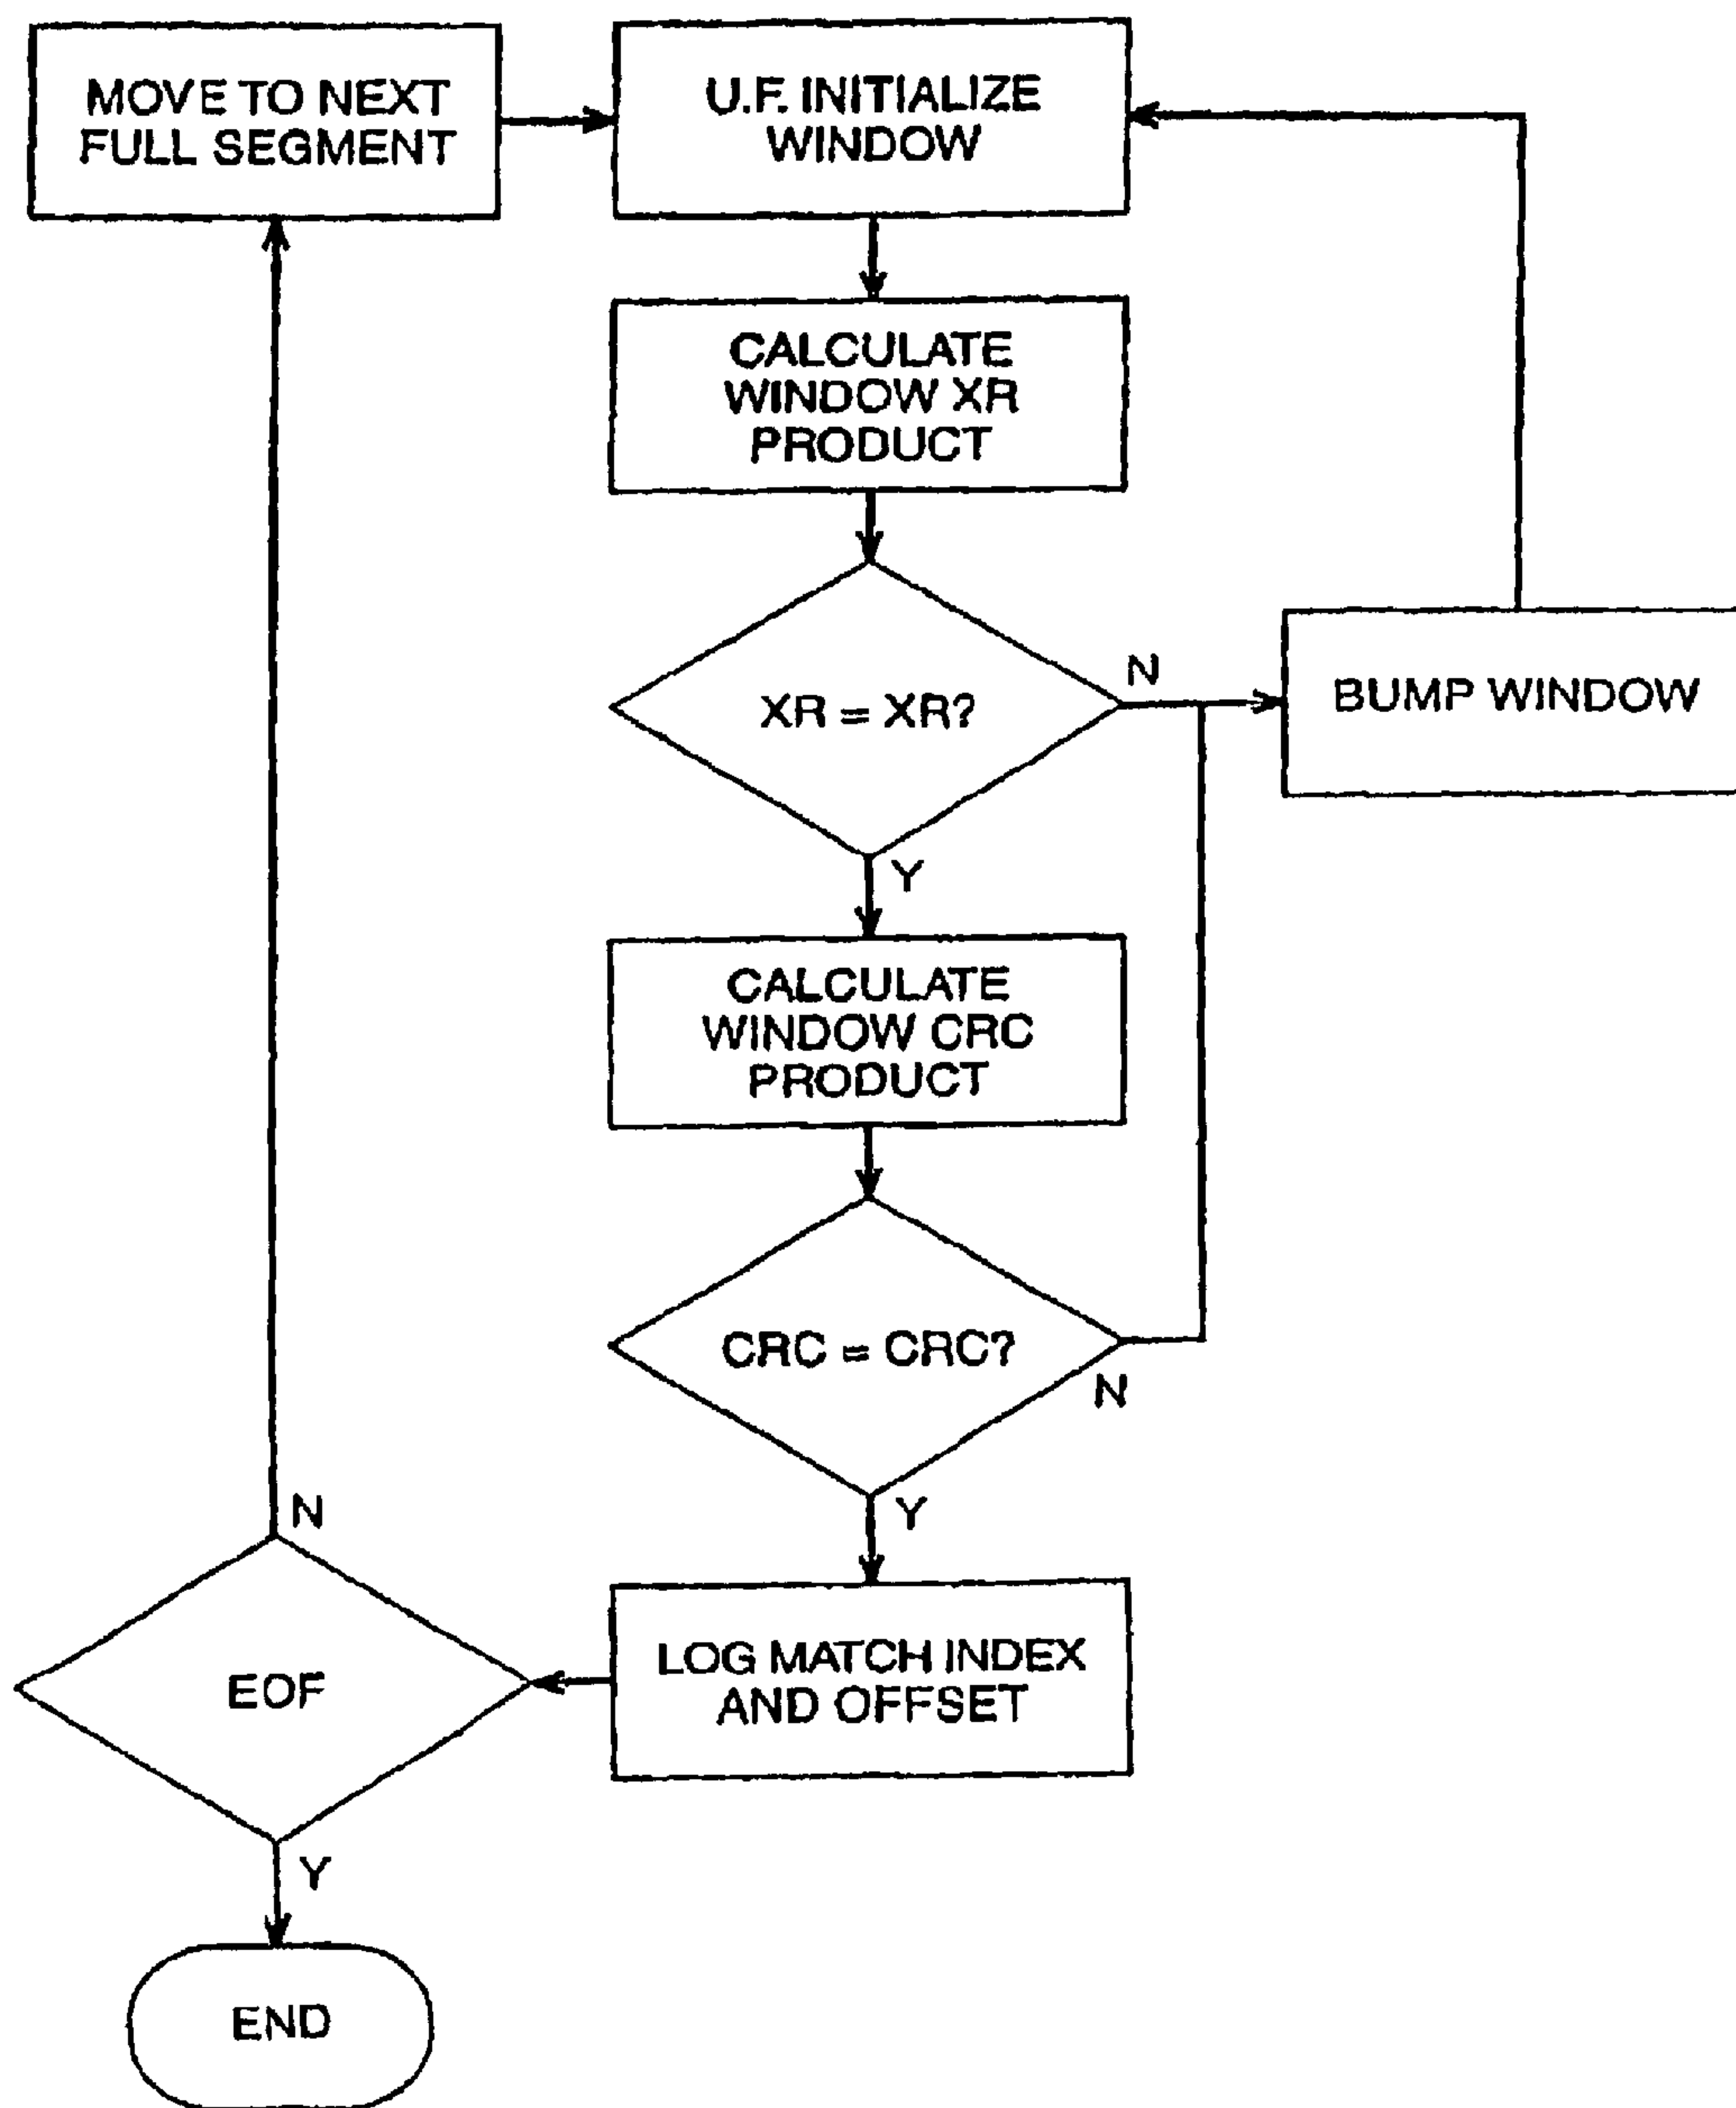 MOVE TO NEXT
FULL SEGMENT
U.F. INITIALIZE
WINDOW
CALCULATE
WINDOW XR
PRODUCT
XR = XR?
N
BUMP WINDOW
Y
CALCULATE
WINDOW CRC
PRODUCT
CRC = CRC?
N
Y
LOG MATCH INDEX
AND OFFSET
N
EOF
Y
END